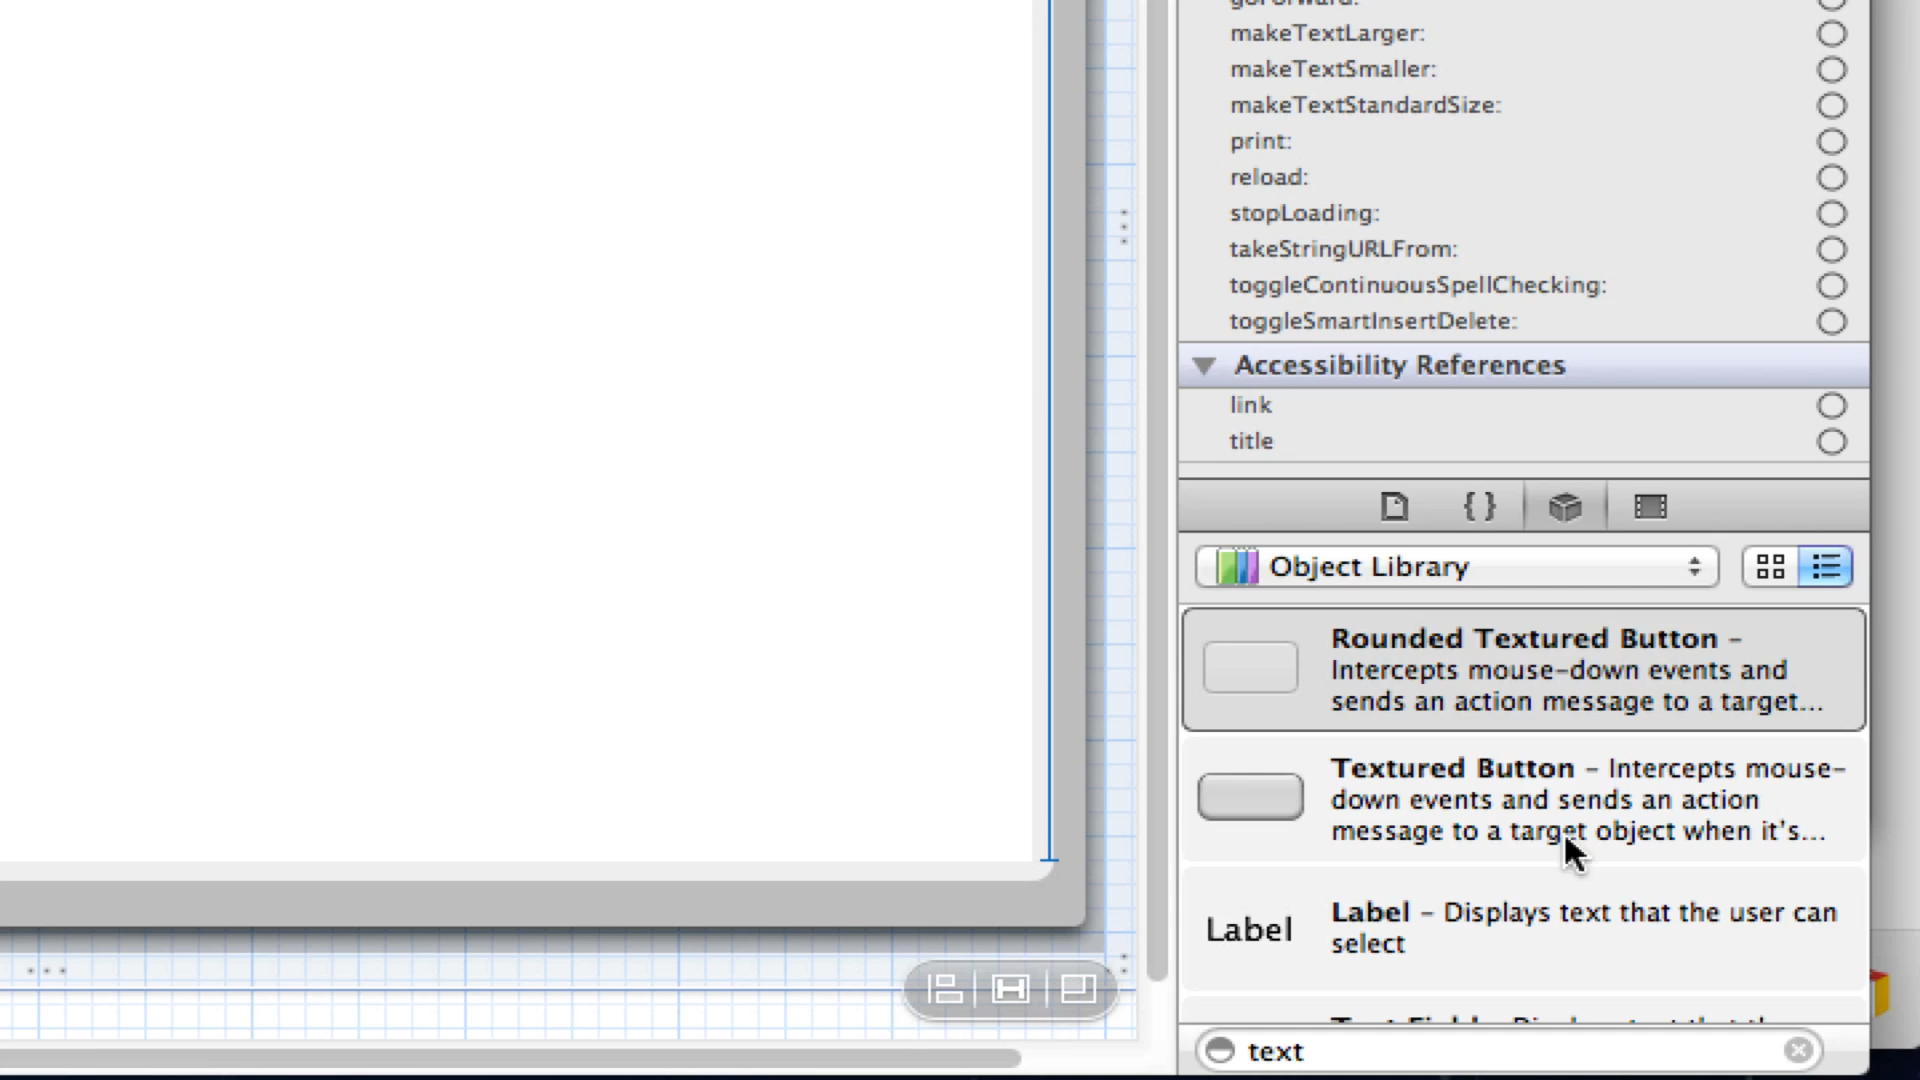 goForward:
makeTextLarger:
makeTextSmaller:
makeTextStandardSize:
print:
reload:
stopLoading:
takeStringURLFrom:
toggleContinuousSpellChecking:
toggleSmartInsertDelete:
Accessibility References
link
title
{ }
Object Library
Rounded Textured Button –
Intercepts mouse-down events and
sends an action message to a target...
Textured Button – Intercepts mouse-
down events and sends an action
message to a target object when it's...
Label
Label – Displays text that the user can
select
text